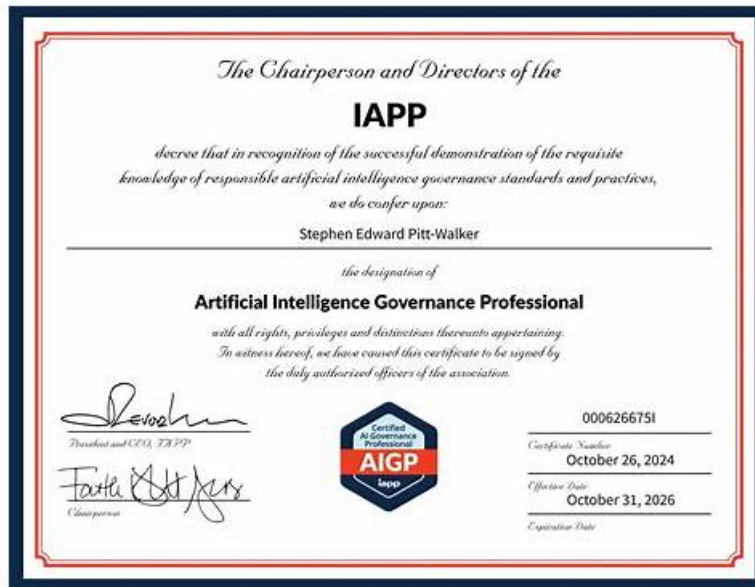 The Chairperson and Directors of the
IAPP
decree that in recognition of the successful demonstration of the requisite
knowledge of responsible artificial intelligence governance standards and practices,
we do confer upon:
Stephen Edward Pitt-Walker
the designation of
Artificial Intelligence Governance Professional
with all rights, privileges and distinctions thereunto appertaining.
In witness hereof, we have caused this certificate to be signed by
the duly authorized officers of the association.
President and CEO, IAPP
Chairperson
Certified
AI Governance
Professional
AIGP
iapp
000626675I
Certificate Number
October 26, 2024
Effective Date
October 31, 2026
Expiration Date